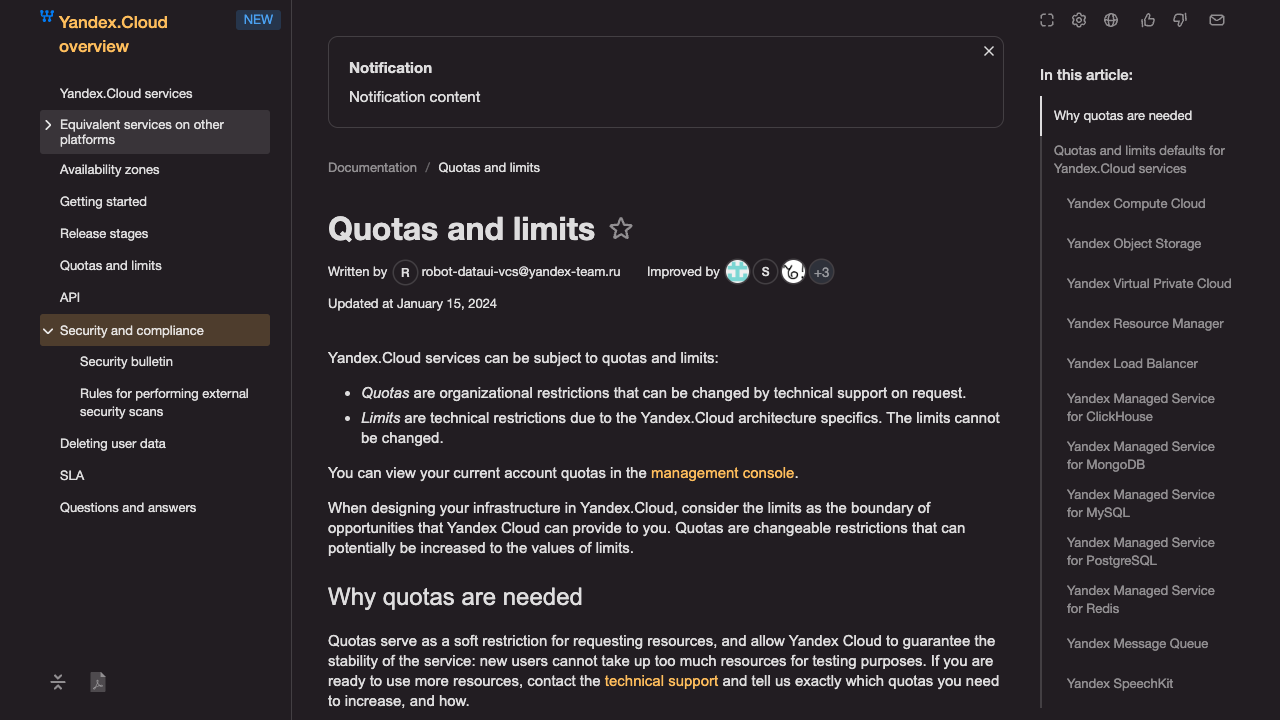 Yandex.Cloud
overview
NEW
Yandex.Cloud services
Equivalent services on other
platforms
Availability zones
Getting started
Release stages
Quotas and limits
API
Security and compliance
Security bulletin
Rules for performing external
security scans
Deleting user data
SLA
Questions and answers
Notification
Notification content
Documentation / Quotas and limits
Quotas and limits
Written by R robot-dataui-vcs@yandex-team.ru Improved by S +3
Updated at January 15, 2024
Yandex.Cloud services can be subject to quotas and limits:
• Quotas are organizational restrictions that can be changed by technical support on request.
• Limits are technical restrictions due to the Yandex.Cloud architecture specifics. The limits cannot
be changed.
You can view your current account quotas in the management console.
When designing your infrastructure in Yandex.Cloud, consider the limits as the boundary of
opportunities that Yandex Cloud can provide to you. Quotas are changeable restrictions that can
potentially be increased to the values of limits.
Why quotas are needed
Quotas serve as a soft restriction for requesting resources, and allow Yandex Cloud to guarantee the
stability of the service: new users cannot take up too much resources for testing purposes. If you are
ready to use more resources, contact the technical support and tell us exactly which quotas you need
to increase, and how.
In this article:
Why quotas are needed
Quotas and limits defaults for
Yandex.Cloud services
Yandex Compute Cloud
Yandex Object Storage
Yandex Virtual Private Cloud
Yandex Resource Manager
Yandex Load Balancer
Yandex Managed Service
for ClickHouse
Yandex Managed Service
for MongoDB
Yandex Managed Service
for MySQL
Yandex Managed Service
for PostgreSQL
Yandex Managed Service
for Redis
Yandex Message Queue
Yandex SpeechKit